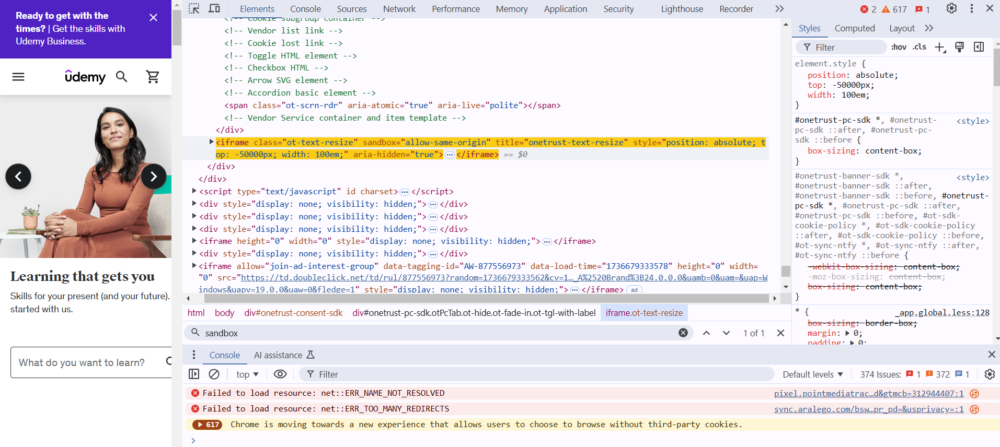 Ready to get with the
times? | Get the skills with
Udemy Business.
ûdemy
Learning that gets you
Skills for your present (and your future).
started with us.
What do you want to learn?
Elements Console Sources Network Performance Memory Application Security Lighthouse Recorder 2 617 1
<!-- Cookie subgroup container -->
<!-- Vendor list link -->
<!-- Cookie lost link -->
<!-- Toggle HTML element -->
<!-- Checkbox HTML -->
<!-- Arrow SVG element -->
<!-- Accordion basic element -->
<span class="ot-scrn-rdr" aria-atomic="true" aria-live="polite"></span>
<!-- Vendor Service container and item template -->
</div>
<iframe class="ot-text-resize" sandbox="allow-same-origin" title="onetrust-text-resize" style="position: absolute; t
op: -50000px; width: 100em;" aria-hidden="true"> … </iframe> == $0
</div>
</div>
<script type="text/javascript" id charset> … </script>
<div style="display: none; visibility: hidden;"> … </div>
<div style="display: none; visibility: hidden;"> … </div>
<div style="display: none; visibility: hidden;"> … </div>
<iframe height="0" width="0" style="display: none; visibility: hidden;"> … </iframe>
<div style="display: none; visibility: hidden;"> … </div>
<iframe allow="join-ad-interest-group" data-tagging-id="AW-877556973" data-load-time="1736679333578" height="0" width=
"0" src="https://td.doubleclick.net/td/rul/877556973?random=1736679333562&cv=1…_A%2520Brand%3B24.0.0.0&uamb=0&uam=&uap=W
indows&uapv=19.0.0&uaw=0&fledge=1" style="display: none; visibility: hidden;"> … </iframe> ad
html body div#onetrust-consent-sdk div#onetrust-pc-sdk.otPcTab.ot-hide.ot-fade-in.ot-tgl-with-label iframe.ot-text-resize
sandbox 1 of 1
Styles Computed Layout
Filter :hov .cls
element.style {
position: absolute;
top: -50000px;
width: 100em;
}
#onetrust-pc-sdk *, #onetrust- <style>
pc-sdk ::after, #onetrust-pc-
sdk ::before {
box-sizing: content-box;
}
#onetrust-banner-sdk *, <style>
#onetrust-banner-sdk ::after,
#onetrust-banner-sdk ::before, #onetrust-
pc-sdk *, #onetrust-pc-sdk ::after,
#onetrust-pc-sdk ::before, #ot-sdk-
cookie-policy *, #ot-sdk-cookie-policy
::after, #ot-sdk-cookie-policy ::before,
#ot-sync-ntfy *, #ot-sync-ntfy ::after,
#ot-sync-ntfy ::before {
-webkit-box-sizing: content-box;
-moz-box-sizing: content-box;
box-sizing: content-box;
}
* { _app.global.less:128
box-sizing: border-box;
margin: 0;
padding: 0;
Console AI assistance
top Filter Default levels 374 Issues: 1 372 1
Failed to load resource: net::ERR_NAME_NOT_RESOLVED pixel.pointmediatrac…d&gtmcb=312944407:1
Failed to load resource: net::ERR_TOO_MANY_REDIRECTS sync.aralego.com/bsw…pr_pd=&usprivacy=:1
617 Chrome is moving towards a new experience that allows users to choose to browse without third-party cookies.